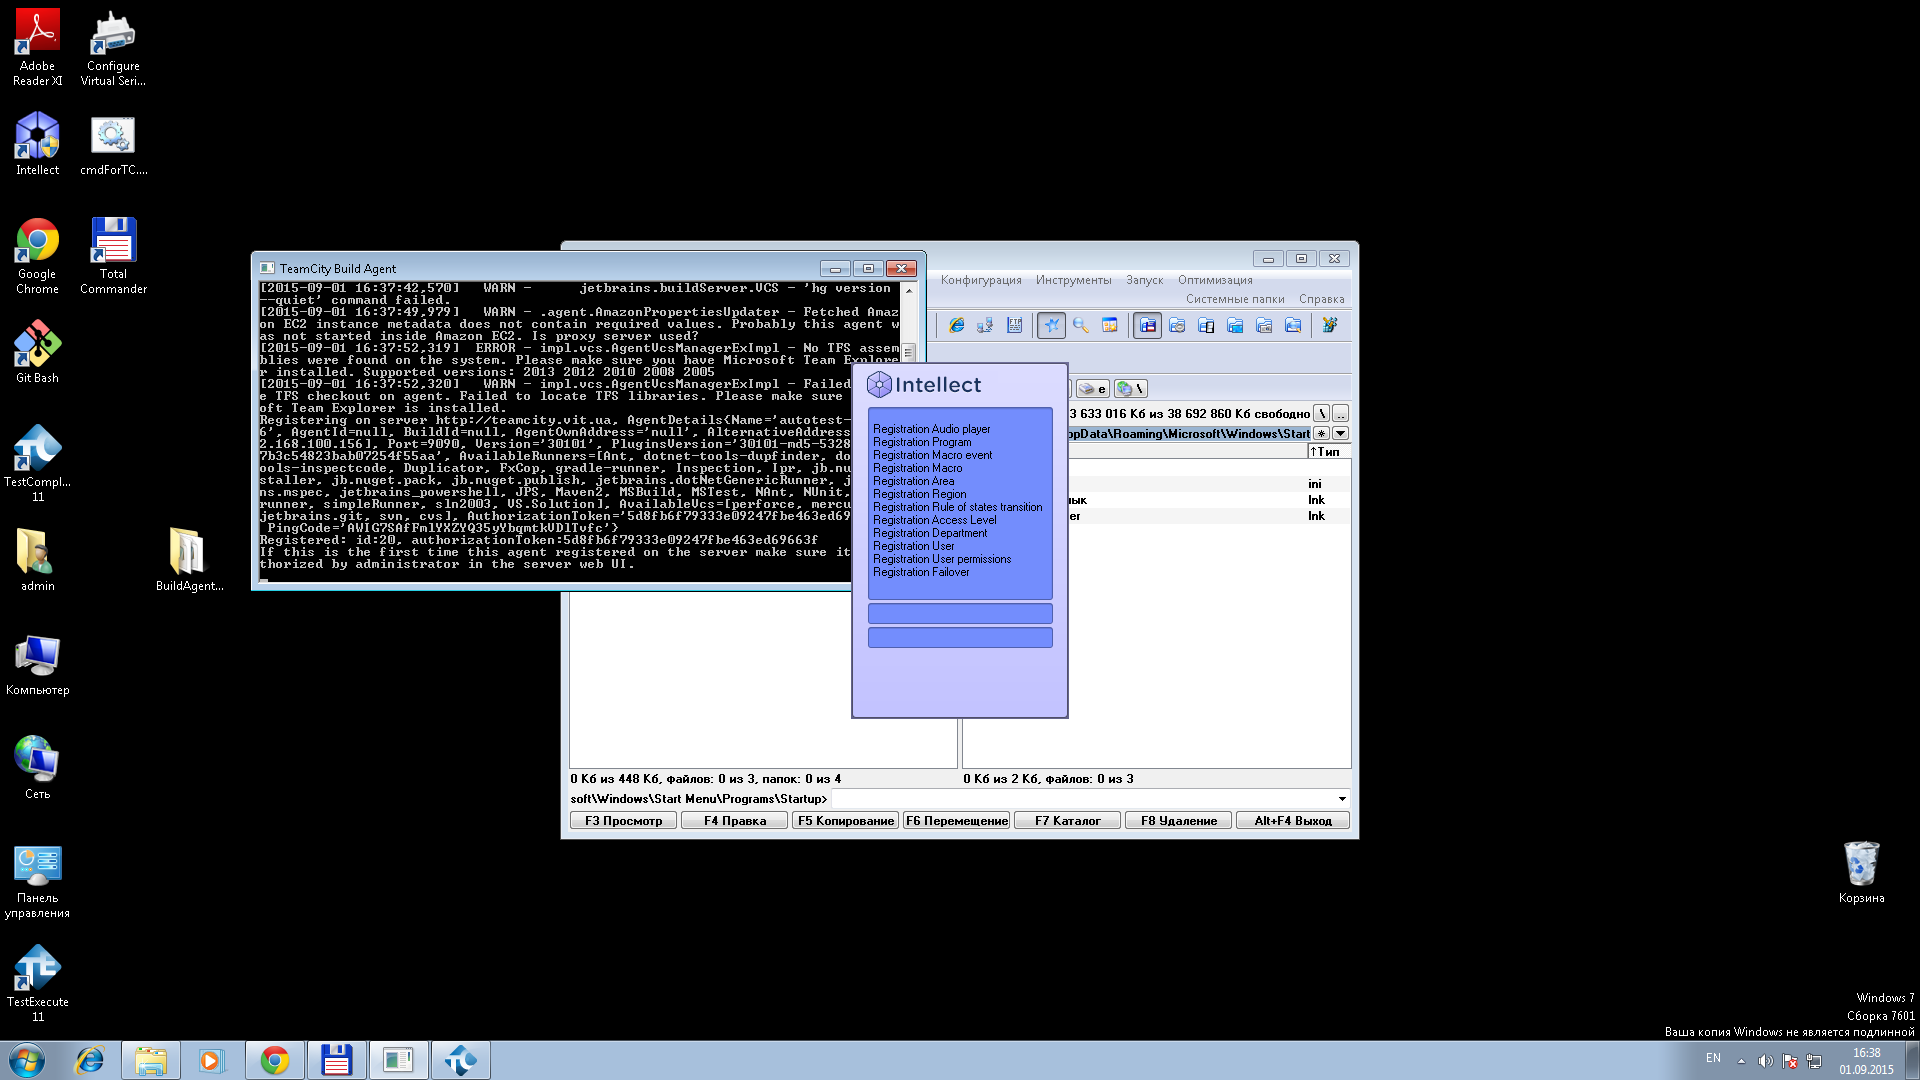 Adobe
Reader XI
Configure
Virtual Seri...
Intellect
cmdForTC....
Google
Chrome
Total
Commander
Git Bash
TestCompl...
11
admin
BuildAgent...
Компьютер
Сеть
Панель
управления
TestExecute
11
TeamCity Build Agent
[2015-09-01 16:37:42,570]   WARN -      jetbrains.buildServer.VCS - 'hg version
--quiet' command failed.
[2015-09-01 16:37:49,979]   WARN - .agent.AmazonPropertiesUpdater - Fetched Amaz
on EC2 instance metadata does not contain required values. Probably this agent w
as not started inside Amazon EC2. Is proxy server used?
[2015-09-01 16:37:52,319]  ERROR - impl.vcs.AgentVcsManagerExImpl - No TFS assem
blies were found on the system. Please make sure you have Microsoft Team Explore
r installed. Supported versions: 2013 2012 2010 2008 2005
[2015-09-01 16:37:52,320]   WARN - impl.vcs.AgentVcsManagerExImpl - Failed
e TFS checkout on agent. Failed to locate TFS libraries. Please make sure
oft Team Explorer is installed.
Registering on server http://teamcity.vit.ua, AgentDetails{Name='autotest-
6', AgentId=null, BuildId=null, AgentOwnAddress='null', AlternativeAddress
2.168.100.156], Port=9090, Version='30101', PluginsVersion='30101-md5-5328
7b3c54823bab07254f55aa', AvailableRunners=[Ant, dotnet-tools-dupfinder, do
ools-inspectcode, Duplicator, FxCop, gradle-runner, Inspection, Ipr, jb.nu
staller, jb.nuget.pack, jb.nuget.publish, jetbrains.dotNetGenericRunner, j
ns.mspec, jetbrains_powershell, JPS, Maven2, MSBuild, MSTest, NAnt, NUnit,
runner, simpleRunner, sln2003, VS.Solution], AvailableVcs=[perforce, mercu
jetbrains.git, svn, cvs], AuthorizationToken='5d8fb6f79333e09247fbe463ed69
PingCode='AWIG7SAfFmlYXZYQ35yYbqmtkVDlTvfc'}
Registered: id:20, authorizationToken:5d8fb6f79333e09247fbe463ed69663f
If this is the first time this agent registered on the server make sure it
thorized by administrator in the server web UI.
Конфигурация Инструменты Запуск Оптимизация
Системные папки Справка
e \
3 633 016 Кб из 38 692 860 Кб свободно \ ..
ppData\Roaming\Microsoft\Windows\Start * 
↑Тип
ini
лык lnk
er lnk
Intellect
Registration Audio player
Registration Program
Registration Macro event
Registration Macro
Registration Area
Registration Region
Registration Rule of states transition
Registration Access Level
Registration Department
Registration User
Registration User permissions
Registration Failover
0 Кб из 448 Кб, файлов: 0 из 3, папок: 0 из 4
0 Кб из 2 Кб, файлов: 0 из 3
soft\Windows\Start Menu\Programs\Startup>
F3 Просмотр F4 Правка F5 Копирование F6 Перемещение F7 Каталог F8 Удаление Alt+F4 Выход
Корзина
Windows 7
Сборка 7601
Ваша копия Windows не является подлинной
EN
16:38
01.09.2015